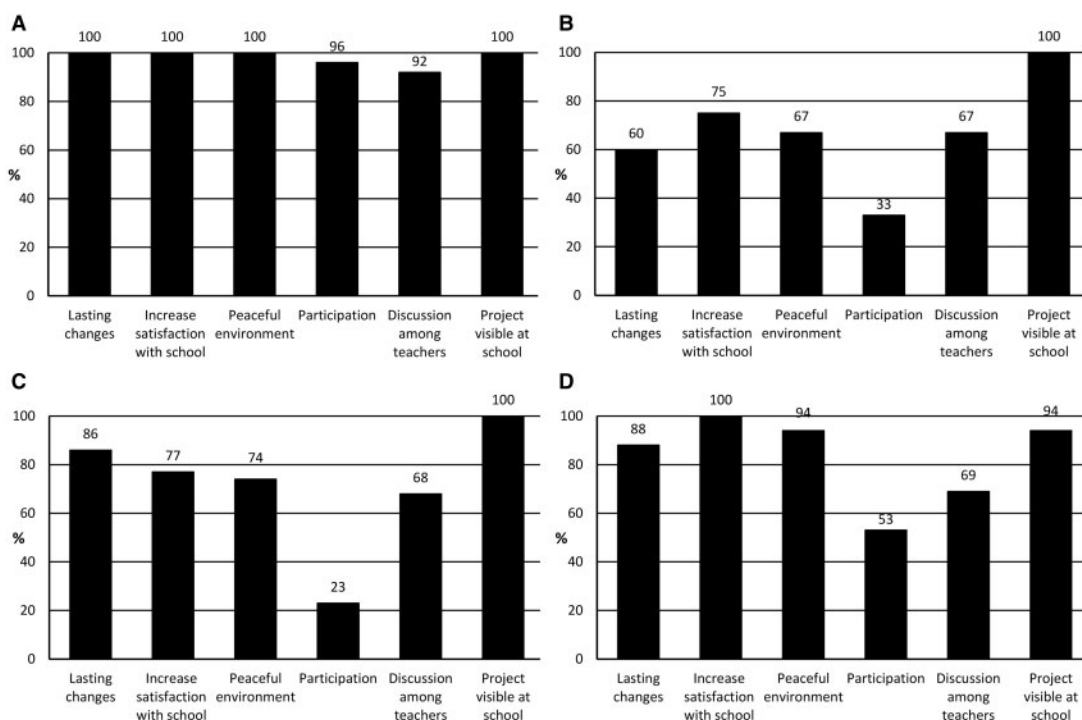 A
100 100 100 96 92 100
100
80
60
%
40
20
0
Lasting changes
Increase satisfaction with school
Peaceful environment
Participation
Discussion among teachers
Project visible at school
B
60 75 67 33 67 100
100
80
60
%
40
20
0
Lasting changes
Increase satisfaction with school
Peaceful environment
Participation
Discussion among teachers
Project visible at school
C
86 77 74 23 68 100
100
80
60
%
40
20
0
Lasting changes
Increase satisfaction with school
Peaceful environment
Participation
Discussion among teachers
Project visible at school
D
88 100 94 53 69 94
100
80
60
%
40
20
0
Lasting changes
Increase satisfaction with school
Peaceful environment
Participation
Discussion among teachers
Project visible at school